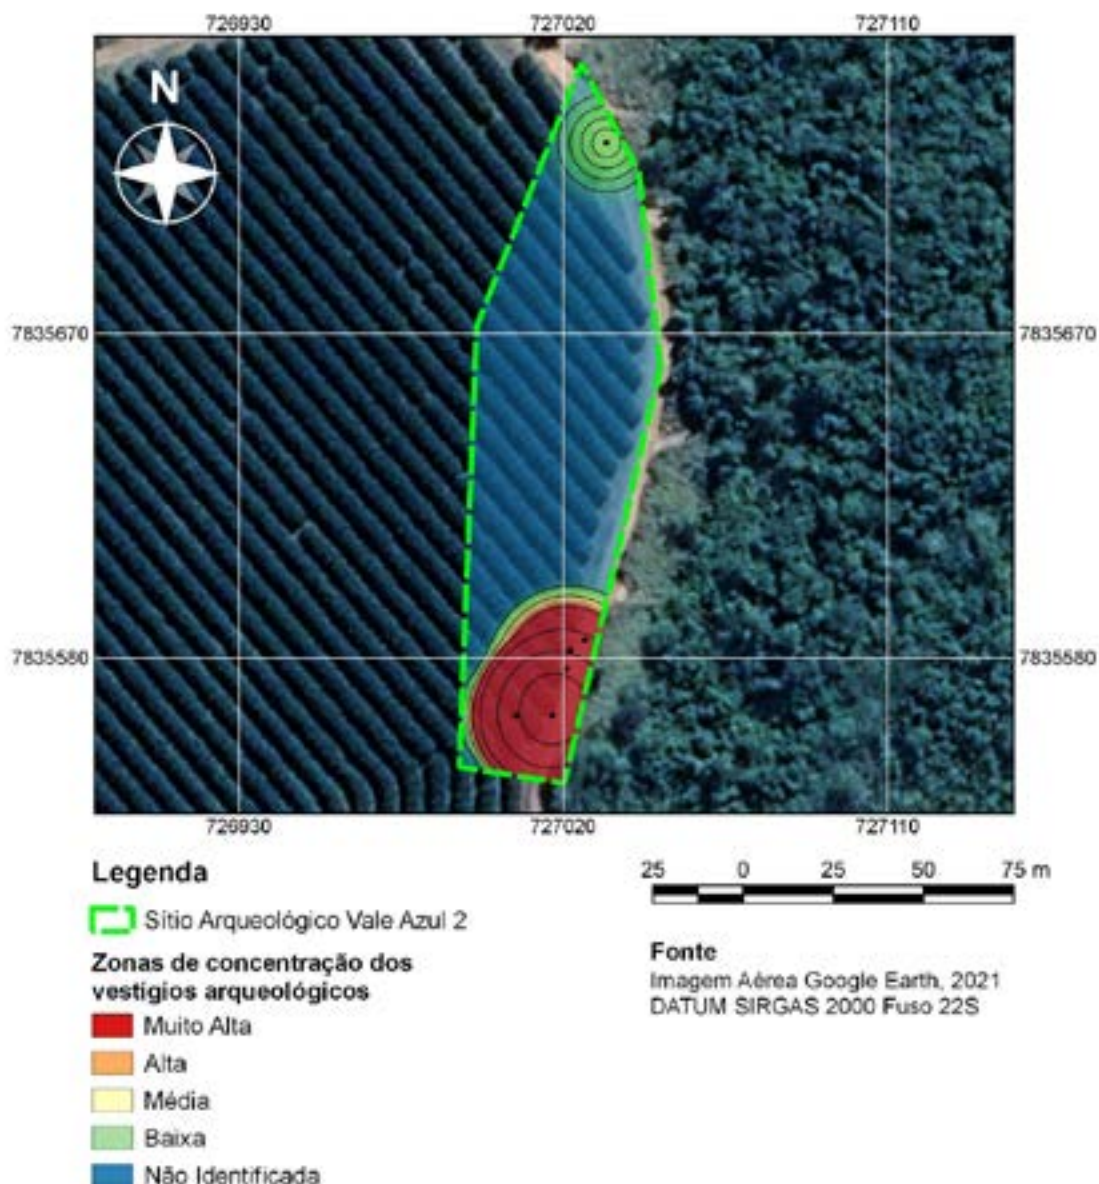 726930 727020 727110
N
7835670 7835670
7835580 7835580
726930 727020 727110
Legenda
Sítio Arqueológico Vale Azul 2
Zonas de concentração dos
vestígios arqueológicos
Muito Alta
Alta
Média
Baixa
Não Identificada
25 0 25 50 75 m
Fonte
Imagem Aérea Google Earth, 2021
DATUM SIRGAS 2000 Fuso 22S